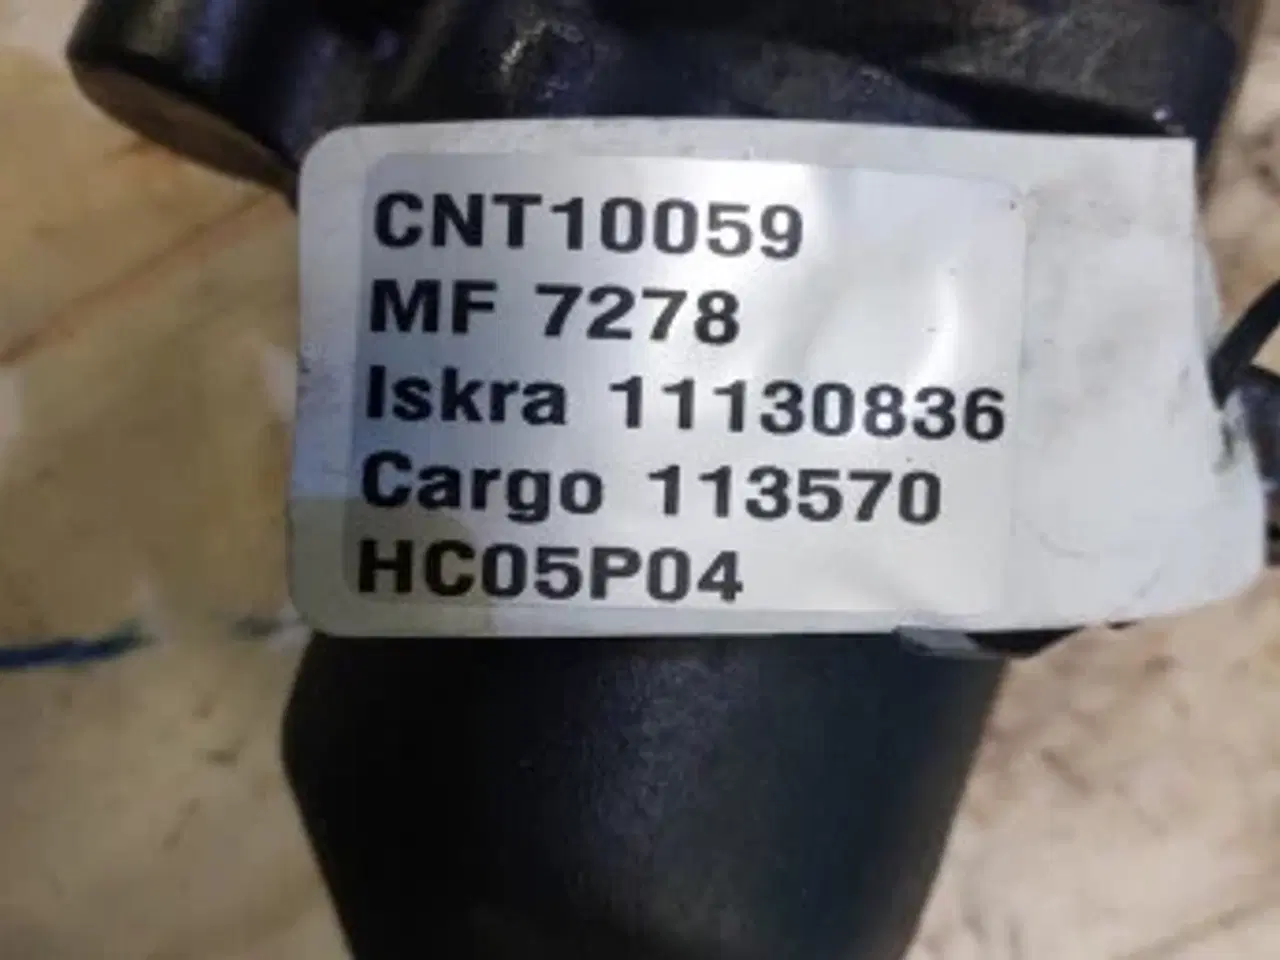 CNT10059
MF 7278
Iskra 11130836
Cargo 113570
HC05P04